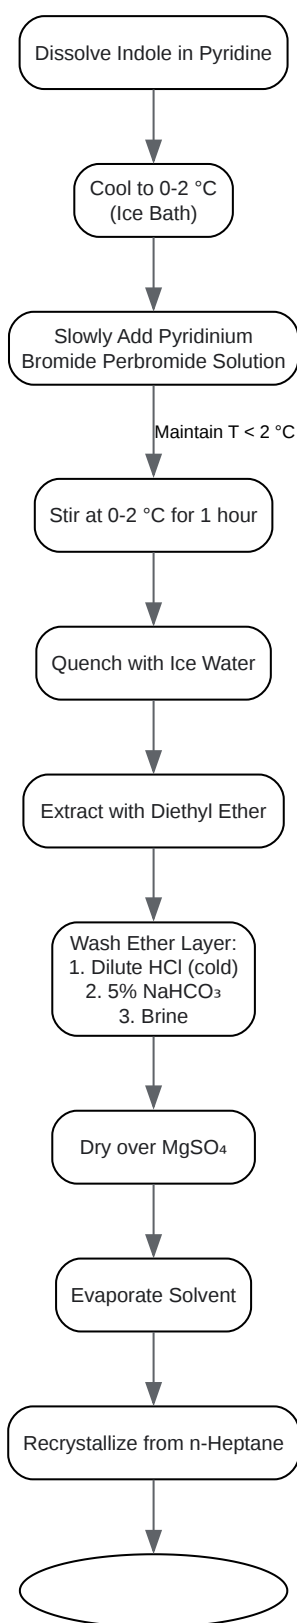 Dissolve Indole in Pyridine
Cool to 0-2 °C
(Ice Bath)
Slowly Add Pyridinium
Bromide Perbromide Solution
Maintain T < 2 °C
Stir at 0-2 °C for 1 hour
Quench with Ice Water
Extract with Diethyl Ether
Wash Ether Layer:
1. Dilute HCl (cold)
2. 5% NaHCO₃
3. Brine
Dry over MgSO₄
Evaporate Solvent
Recrystallize from n-Heptane